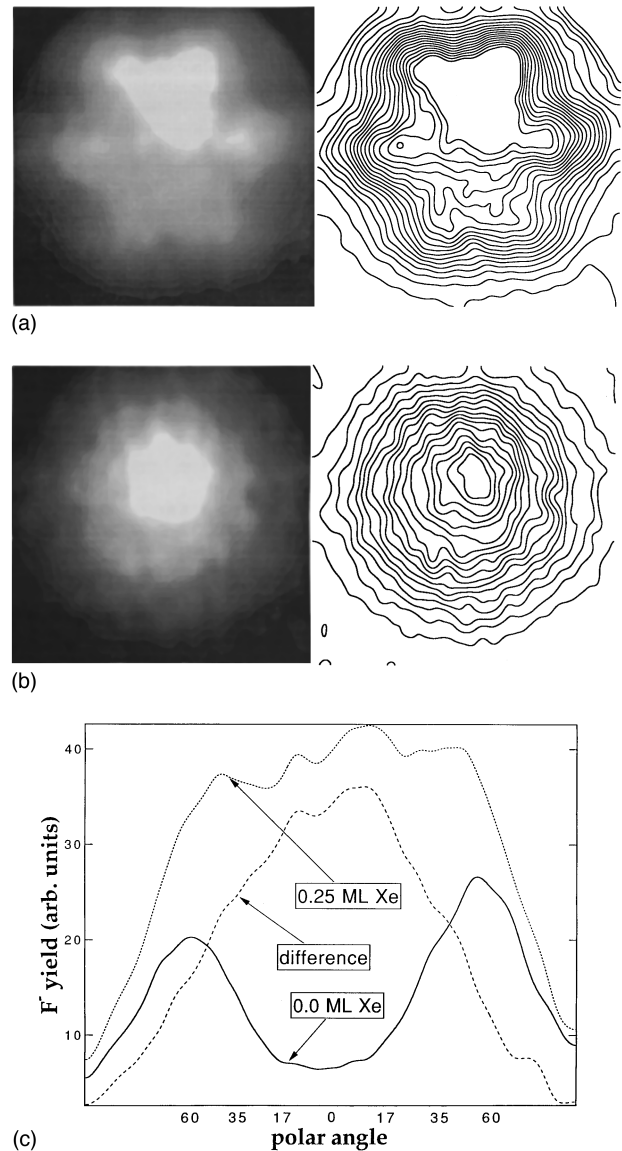 (a)
(b)
40
30
20
10
F⁻ yield (arb. units)
0.25 ML Xe
difference
0.0 ML Xe
60 35 17 0 17 35 60
polar angle
(c)